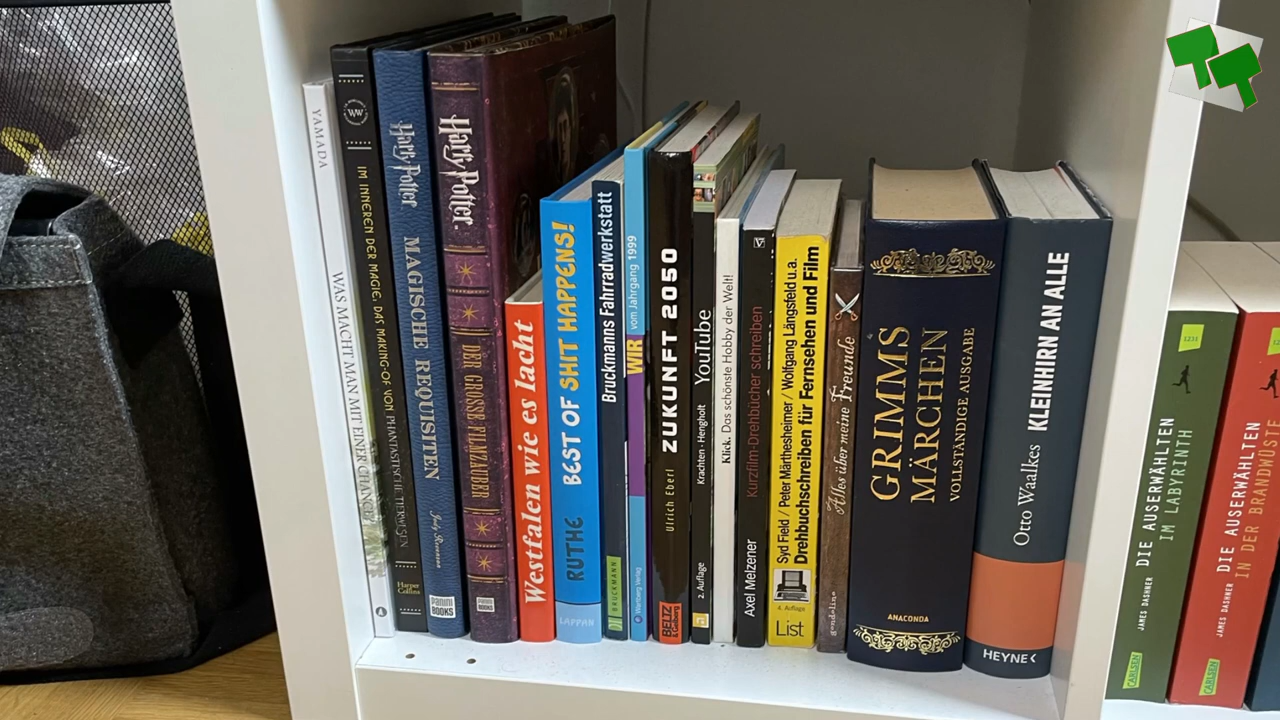 YAMADA
WAS MACHT MAN MIT EINER CHANCE?
WW
IM INNEREN DER MAGIE: DAS MAKING-OF VON PHANTASTISCHE TIERWESEN
Harper
Collins
Harry Potter
MAGISCHE REQUISITEN
Jody Revenson
PANINI
BOOKS
Harry Potter
DER GROSSE FILMZAUBER
PANINI
BOOKS
Westfalen wie es lacht
BEST OF SHIT HAPPENS!
RUTHE
LAPPAN
Bruckmanns Fahrradwerkstatt
BRUCKMANN
WIR vom Jahrgang 1999
Wartberg Verlag
ZUKUNFT 2050
Ulrich Eberl
BELTZ
& Gelberg
YouTube
Krachten · Hengholt
2. Auflage
Klick. Das schönste Hobby der Welt!
Kurzfilm-Drehbücher schreiben
Axel Melzener
Syd Field / Peter Märthesheimer / Wolfgang Längsfeld u.a.
Drehbuchschreiben für Fernsehen und Film
4. Auflage
List
Alles über meine Freunde
gondolino
GRIMMS
MÄRCHEN
VOLLSTÄNDIGE AUSGABE
ANACONDA
Otto Waalkes KLEINHIRN AN ALLE
HEYNE
1231
DIE AUSERWÄHLTEN
IM LABYRINTH
JAMES DASHNER
CARLSEN
DIE AUSERWÄHLTEN
IN DER BRANDWÜSTE
JAMES DASHNER
CARLSEN